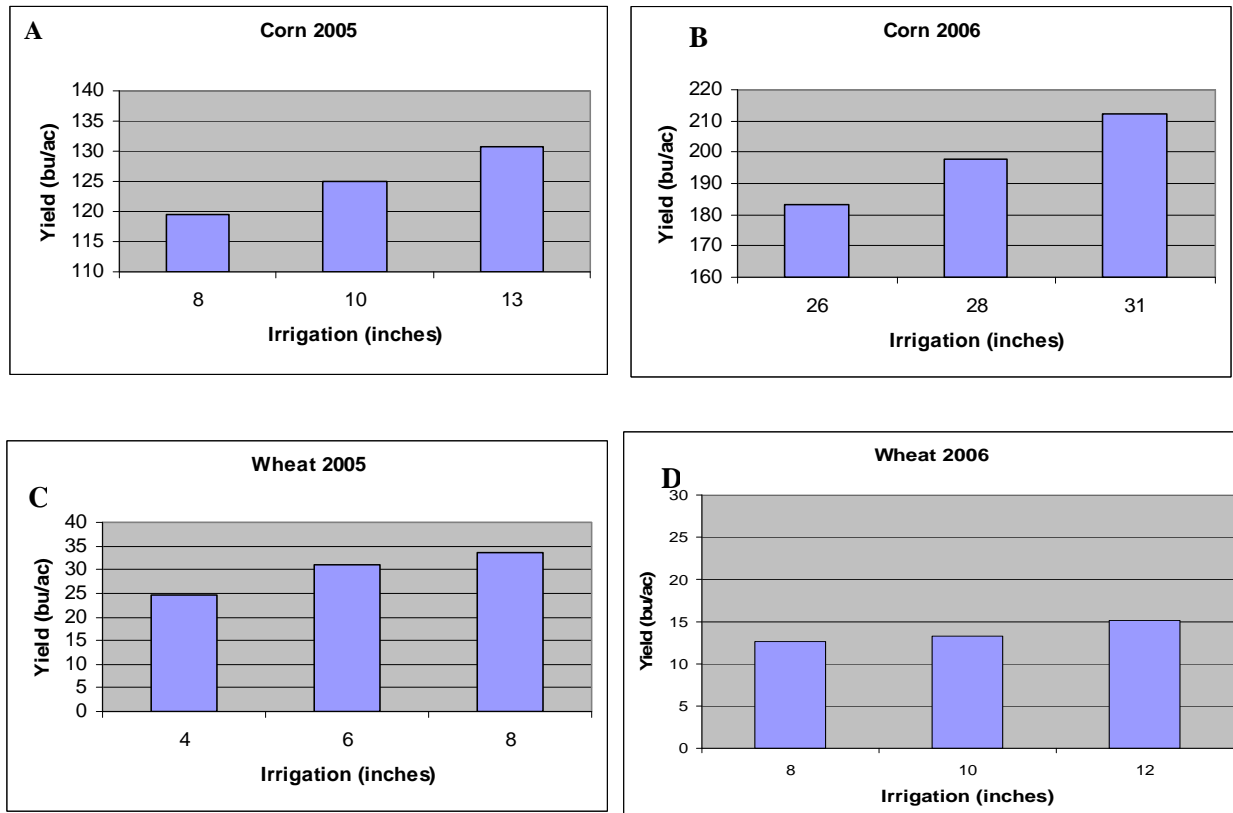 A
Corn 2005
Yield (bu/ac)
140
135
130
125
120
115
110
8 10 13
Irrigation (inches)
B
Corn 2006
Yield (bu/ac)
220
210
200
190
180
170
160
26 28 31
Irrigation (inches)
Wheat 2005
C
Yield (bu/ac)
40
35
30
25
20
15
10
5
0
4 6 8
Irrigation (inches)
Wheat 2006
D
Yield (bu/ac)
30
25
20
15
10
5
0
8 10 12
Irrigation (inches)